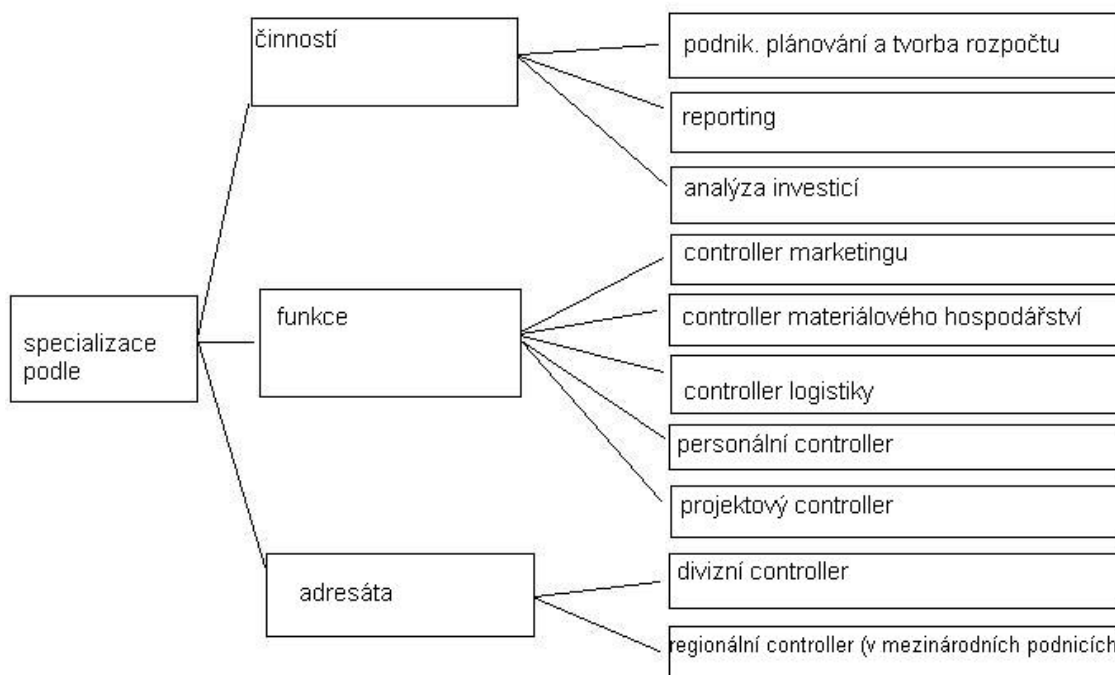 specializace
podle
činností
podnik. plánování a tvorba rozpočtu
reporting
analýza investicí
funkce
controller marketingu
controller materiálového hospodářství
controller logistiky
personální controller
projektový controller
adresáta
divizní controller
regionální controller (v mezinárodních podnicích